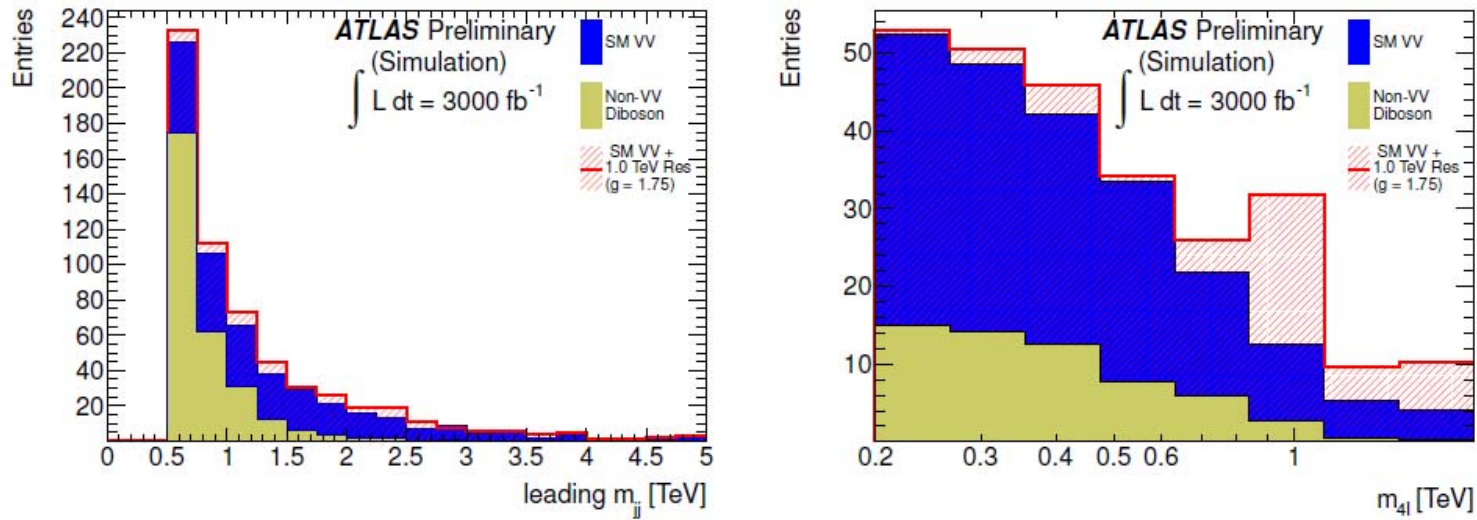 Entries
240
220
200
180
160
140
120
100
80
60
40
20
0 0.5 1 1.5 2 2.5 3 3.5 4 4.5 5
leading m_jj [TeV]
ATLAS Preliminary
(Simulation)
∫ L dt = 3000 fb⁻¹
SM VV
Non-VV
Diboson
SM VV +
1.0 TeV Res
(g = 1.75)
Entries
50
40
30
20
10
0.2 0.3 0.4 0.5 0.6 1
m_4l [TeV]
ATLAS Preliminary
(Simulation)
∫ L dt = 3000 fb⁻¹
SM VV
Non-VV
Diboson
SM VV +
1.0 TeV Res
(g = 1.75)